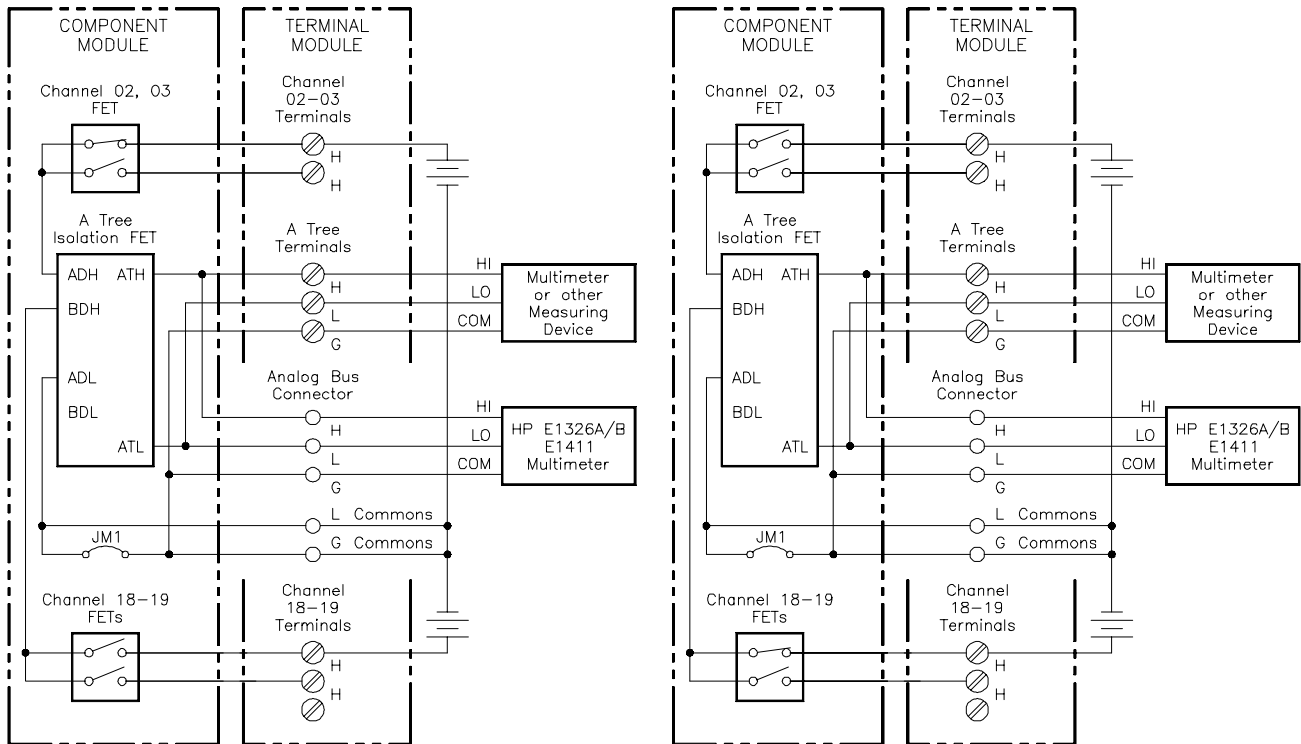 COMPONENT
MODULE
TERMINAL
MODULE
Channel 02, 03
FET
Channel
02-03
Terminals
H
H
A Tree
Isolation FET
A Tree
Terminals
ADH
ATH
BDH
ADL
BDL
ATL
H
L
G
HI
LO
COM
Multimeter
or other
Measuring
Device
Analog Bus
Connector
H
L
G
HI
LO
COM
HP E1326A/B
E1411
Multimeter
L Commons
G Commons
JM1
Channel 18-19
FETs
Channel
18-19
Terminals
H
H
COMPONENT
MODULE
TERMINAL
MODULE
Channel 02, 03
FET
Channel
02-03
Terminals
H
H
A Tree
Isolation FET
A Tree
Terminals
ADH
ATH
BDH
ADL
BDL
ATL
H
L
G
HI
LO
COM
Multimeter
or other
Measuring
Device
Analog Bus
Connector
H
L
G
HI
LO
COM
HP E1326A/B
E1411
Multimeter
L Commons
G Commons
JM1
Channel 18-19
FETs
Channel
18-19
Terminals
H
H